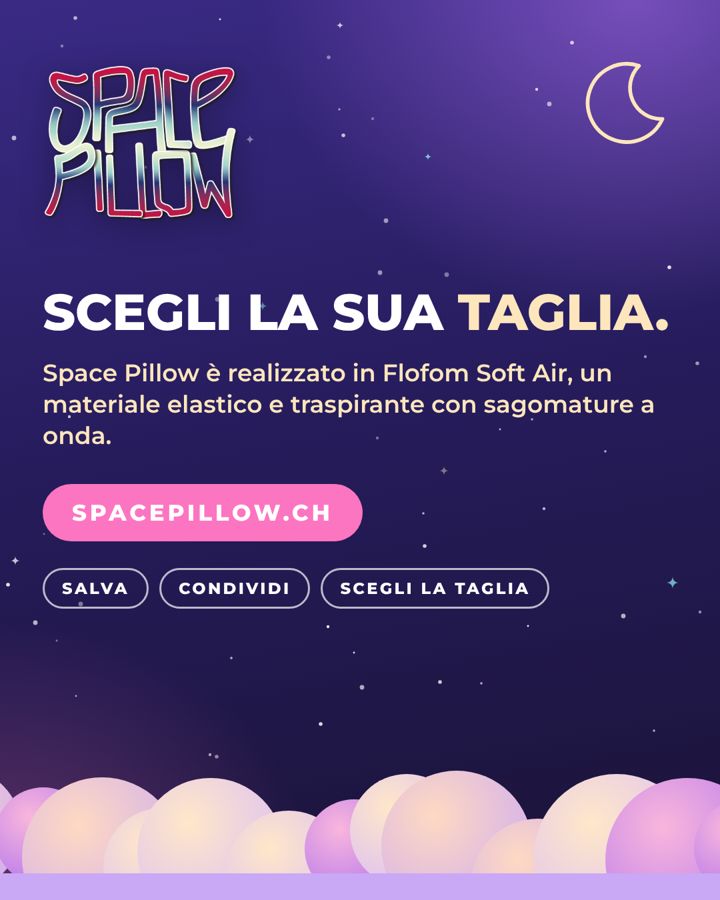 SPACE
PILLOW
SCEGLI LA SUA TAGLIA.
Space Pillow è realizzato in Flofom Soft Air, un
materiale elastico e traspirante con sagomature a
onda.
SPACEPILLOW.CH
SALVA CONDIVIDI SCEGLI LA TAGLIA